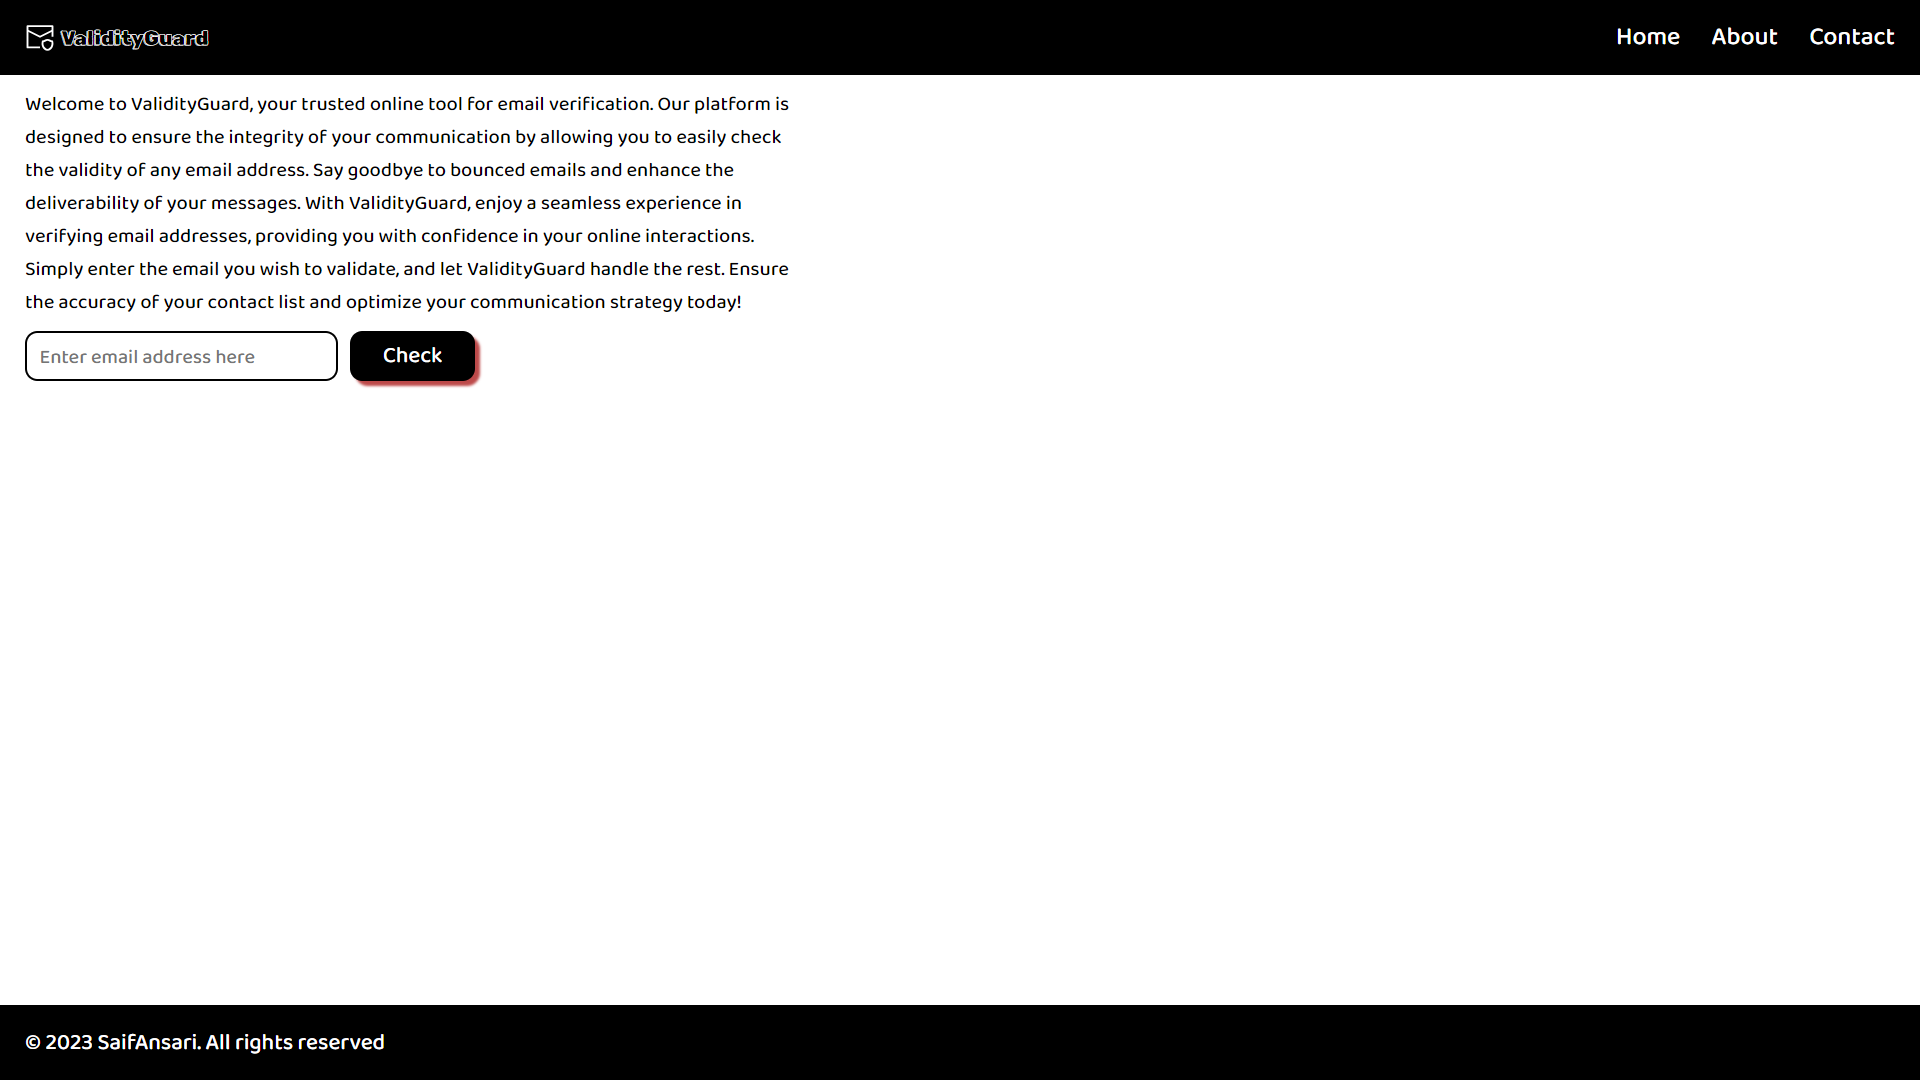 ValidityGuard
Home About Contact
Welcome to ValidityGuard, your trusted online tool for email verification. Our platform is
designed to ensure the integrity of your communication by allowing you to easily check
the validity of any email address. Say goodbye to bounced emails and enhance the
deliverability of your messages. With ValidityGuard, enjoy a seamless experience in
verifying email addresses, providing you with confidence in your online interactions.
Simply enter the email you wish to validate, and let ValidityGuard handle the rest. Ensure
the accuracy of your contact list and optimize your communication strategy today!
Enter email address here
Check
© 2023 SaifAnsari. All rights reserved